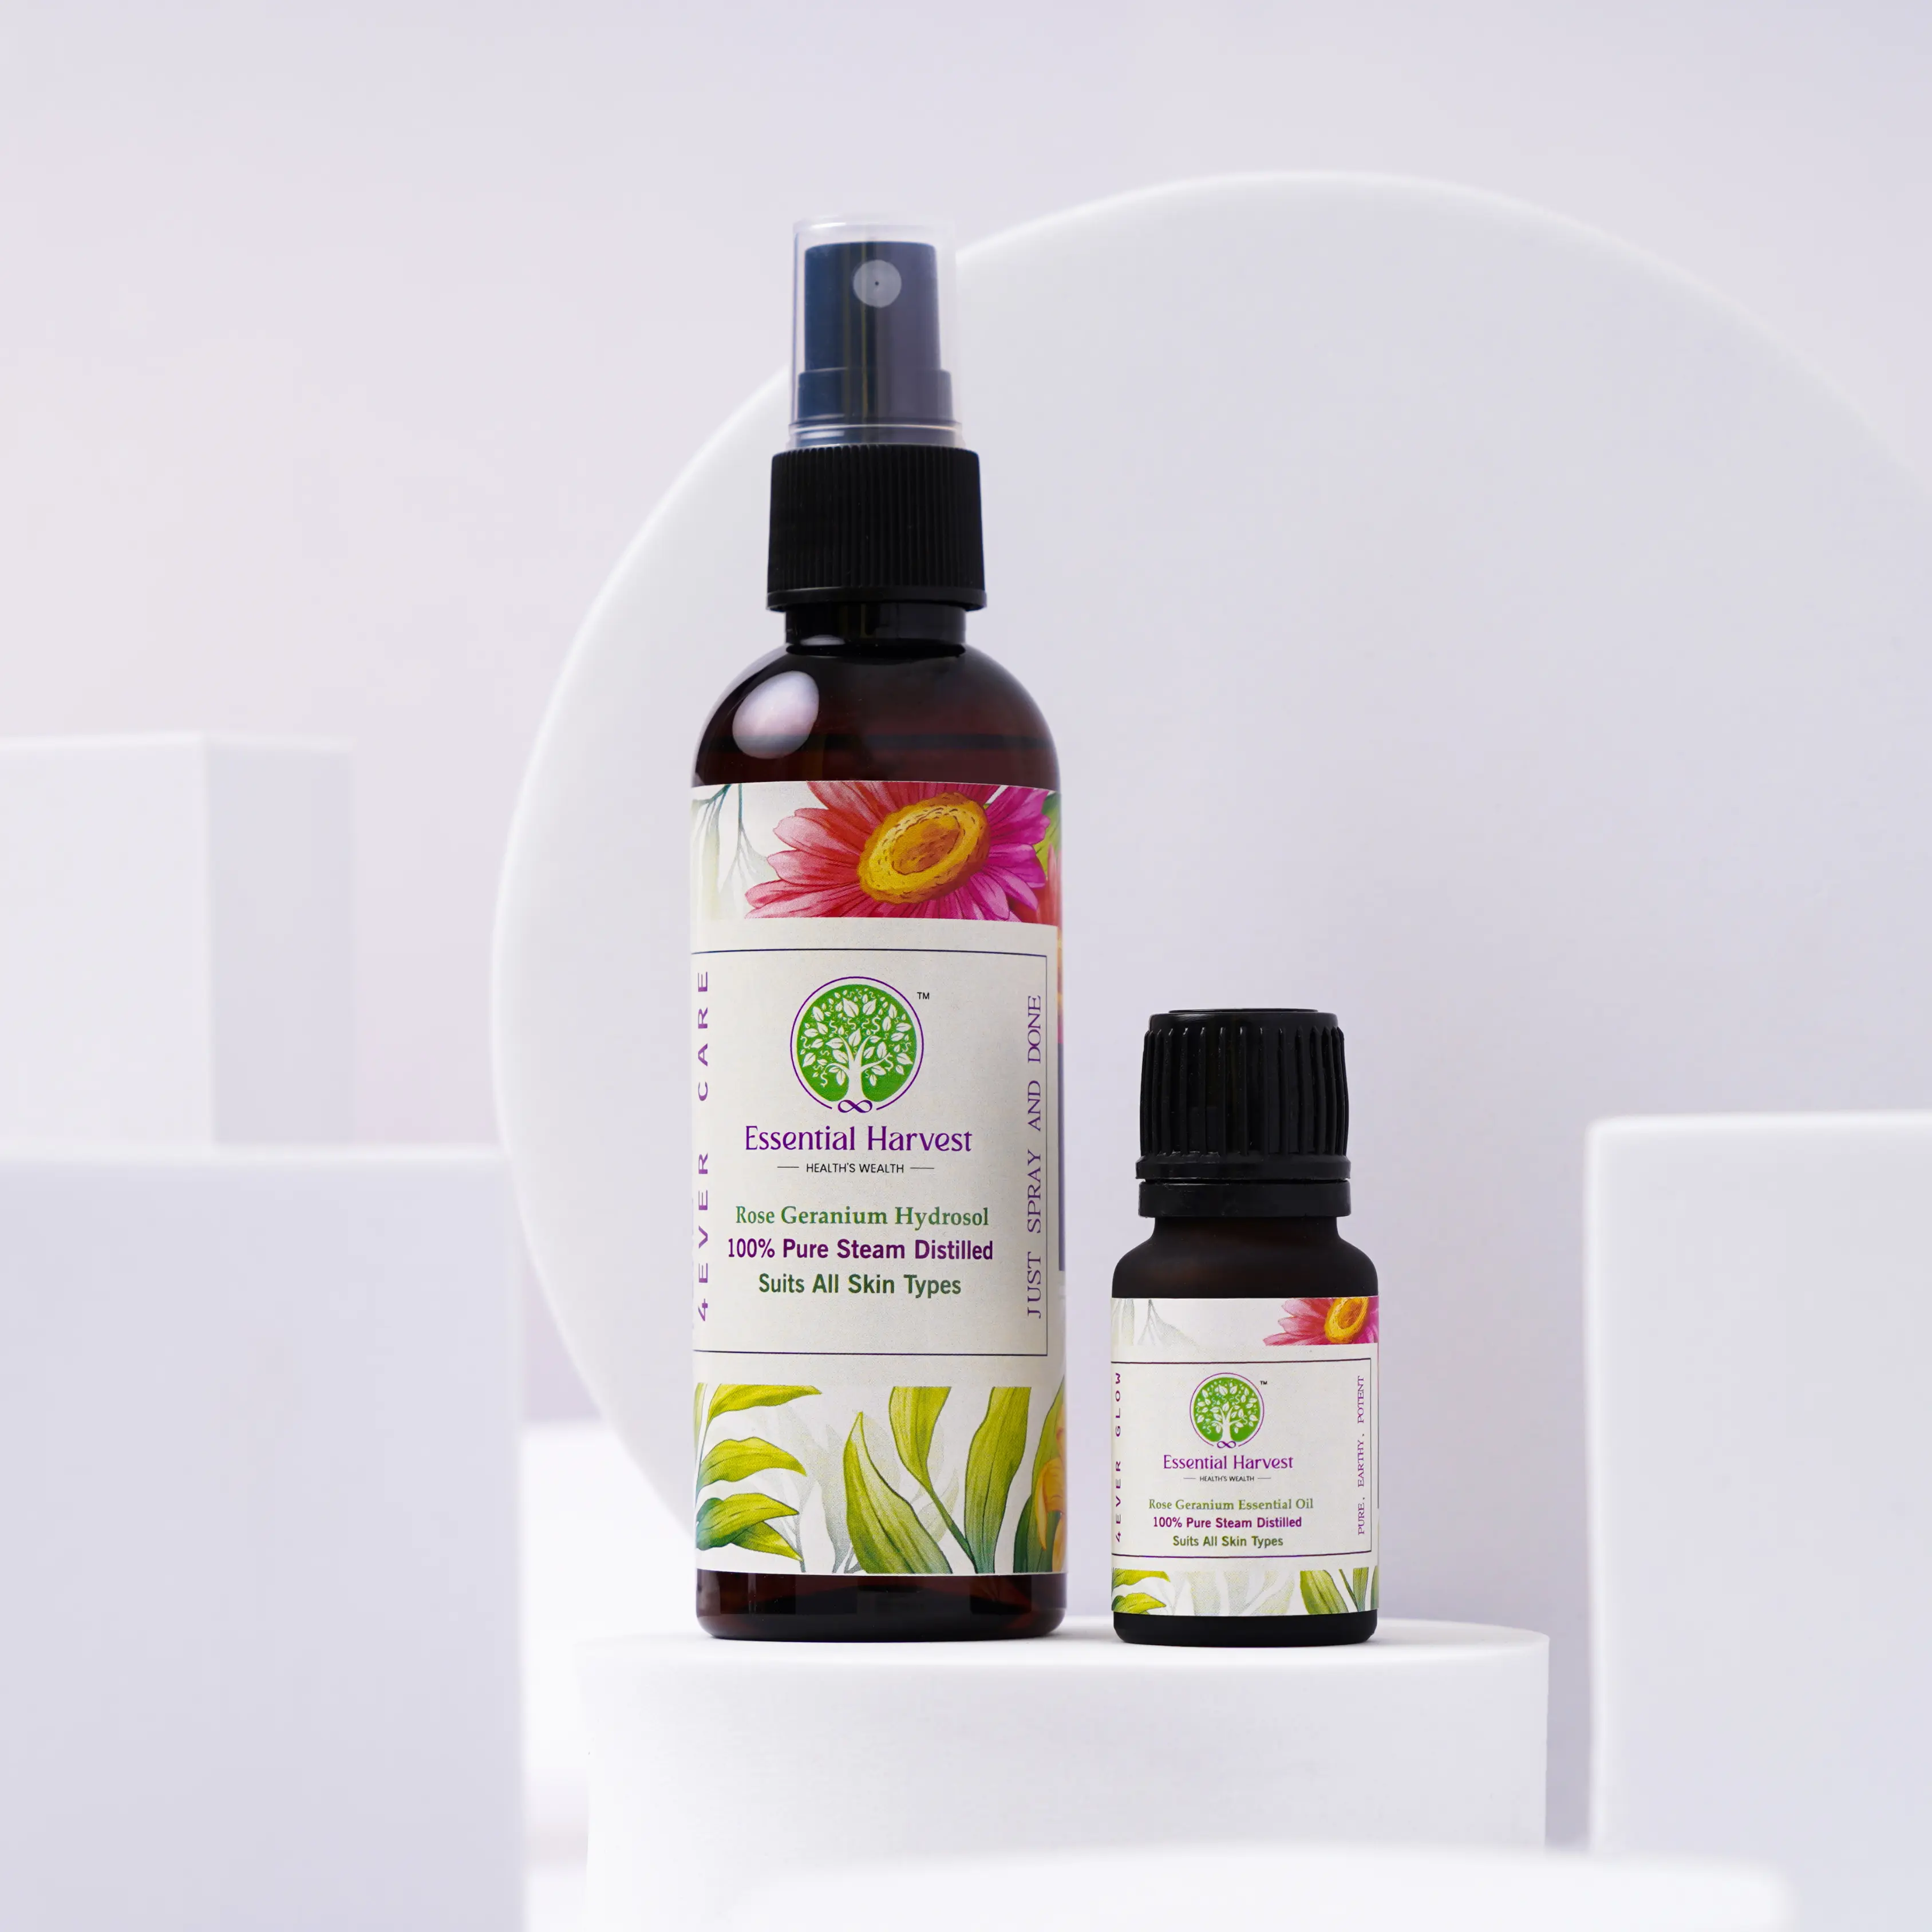 4EVER CARE
TM
Essential Harvest
HEALTH'S WEALTH
Rose Geranium Hydrosol
100% Pure Steam Distilled
Suits All Skin Types
JUST SPRAY AND DONE
4EVER GLOW
TM
Essential Harvest
HEALTH'S WEALTH
Rose Geranium Essential Oil
100% Pure Steam Distilled
Suits All Skin Types
PURE. EARTHY. POTENT